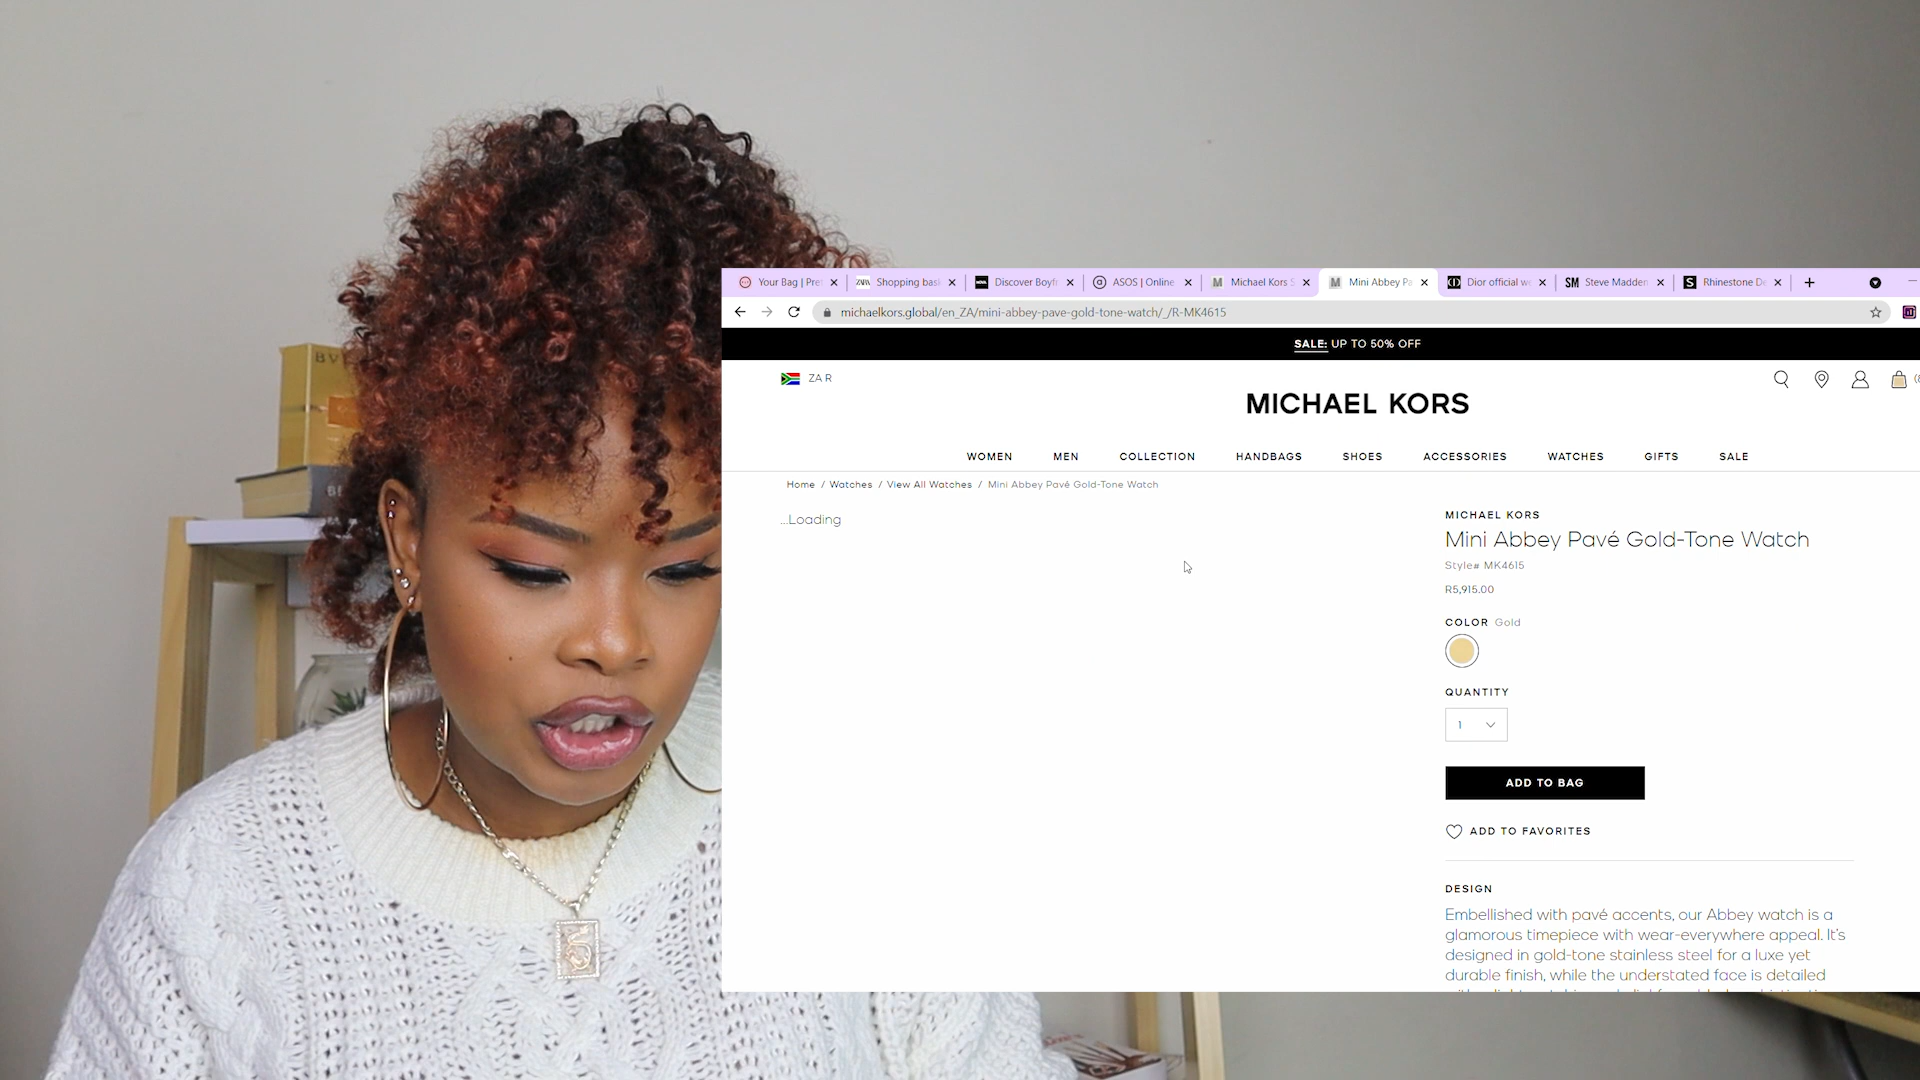 Your Bag | Pre
Shopping bas
Discover Boyf
ASOS | Online
Michael Kors S
Mini Abbey Pa
Dior official we
Steve Madden
Rhinestone De
michaelkors.global/en_ZA/mini-abbey-pave-gold-tone-watch/_/R-MK4615
SALE: UP TO 50% OFF
ZA R
MICHAEL KORS
WOMEN MEN COLLECTION HANDBAGS SHOES ACCESSORIES WATCHES GIFTS SALE
Home / Watches / View All Watches / Mini Abbey Pavé Gold-Tone Watch
...Loading
MICHAEL KORS
Mini Abbey Pavé Gold-Tone Watch
Style# MK4615
R5,915.00
COLOR Gold
QUANTITY
1
ADD TO BAG
ADD TO FAVORITES
DESIGN
Embellished with pavé accents, our Abbey watch is a
glamorous timepiece with wear-everywhere appeal. It's
designed in gold-tone stainless steel for a luxe yet
durable finish, while the understated face is detailed